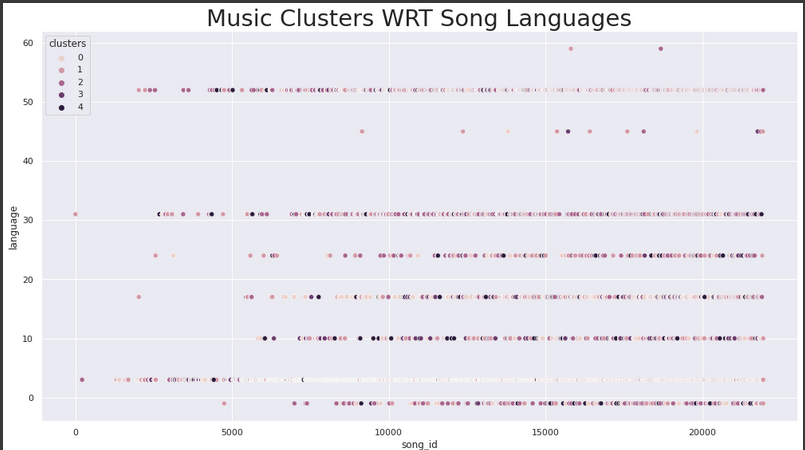 Music Clusters WRT Song Languages
clusters
0
1
2
3
4
60
50
40
30
20
10
0
language
0 5000 10000 15000 20000
song_id